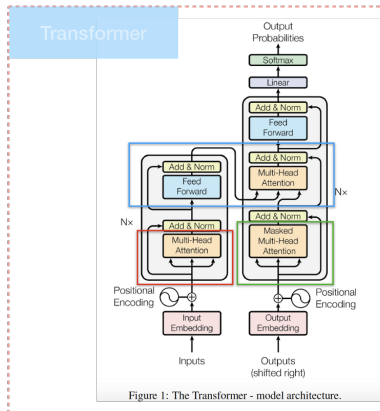 Transformer
Output
Probabilities
Softmax
Linear
Add & Norm
Feed
Forward
Add & Norm
Multi-Head
Attention
Add & Norm
Feed
Forward
N×
Add & Norm
Masked
Multi-Head
Attention
N×
Add & Norm
Multi-Head
Attention
Positional
Encoding
Positional
Encoding
Input
Embedding
Output
Embedding
Inputs
Outputs
(shifted right)
Figure 1: The Transformer - model architecture.